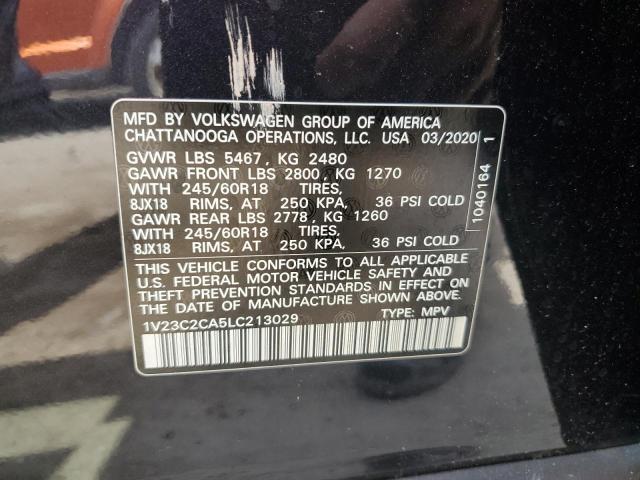 MFD BY VOLKSWAGEN GROUP OF AMERICA
CHATTANOOGA OPERATIONS, LLC. USA 03/2020
GVWR LBS 5467, KG 2480
GAWR FRONT LBS 2800, KG 1270
WITH 245/60R18 TIRES,
8JX18 RIMS, AT 250 KPA, 36 PSI COLD
GAWR REAR LBS 2778, KG 1260
WITH 245/60R18 TIRES,
8JX18 RIMS, AT 250 KPA, 36 PSI COLD
THIS VEHICLE CONFORMS TO ALL APPLICABLE
U.S. FEDERAL MOTOR VEHICLE SAFETY AND
THEFT PREVENTION STANDARDS IN EFFECT ON
THE DATE OF MANUFACTURE SHOWN ABOVE.
1V23C2CA5LC213029 TYPE: MPV
1040164 1